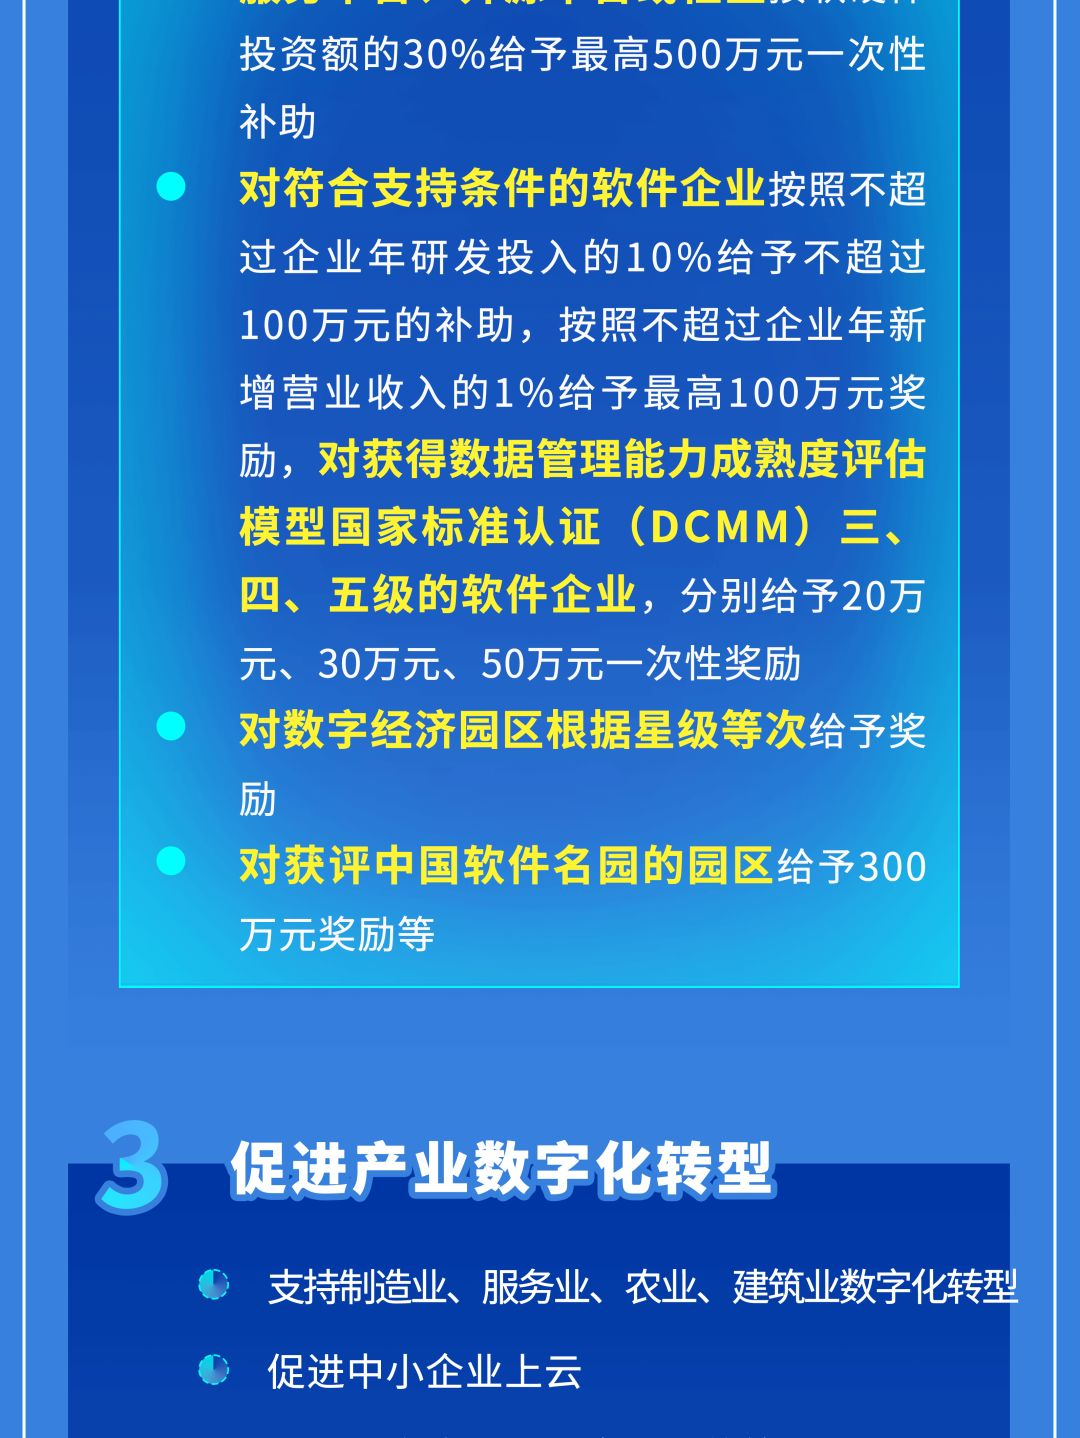 投资额的30%给予最高500万元一次性
补助
对符合支持条件的软件企业按照不超
过企业年研发投入的10%给予不超过
100万元的补助，按照不超过企业年新
增营业收入的1%给予最高100万元奖
励，对获得数据管理能力成熟度评估
模型国家标准认证（DCMM）三、
四、五级的软件企业，分别给予20万
元、30万元、50万元一次性奖励
对数字经济园区根据星级等次给予奖
励
对获评中国软件名园的园区给予300
万元奖励等
3 促进产业数字化转型
支持制造业、服务业、农业、建筑业数字化转型
促进中小企业上云